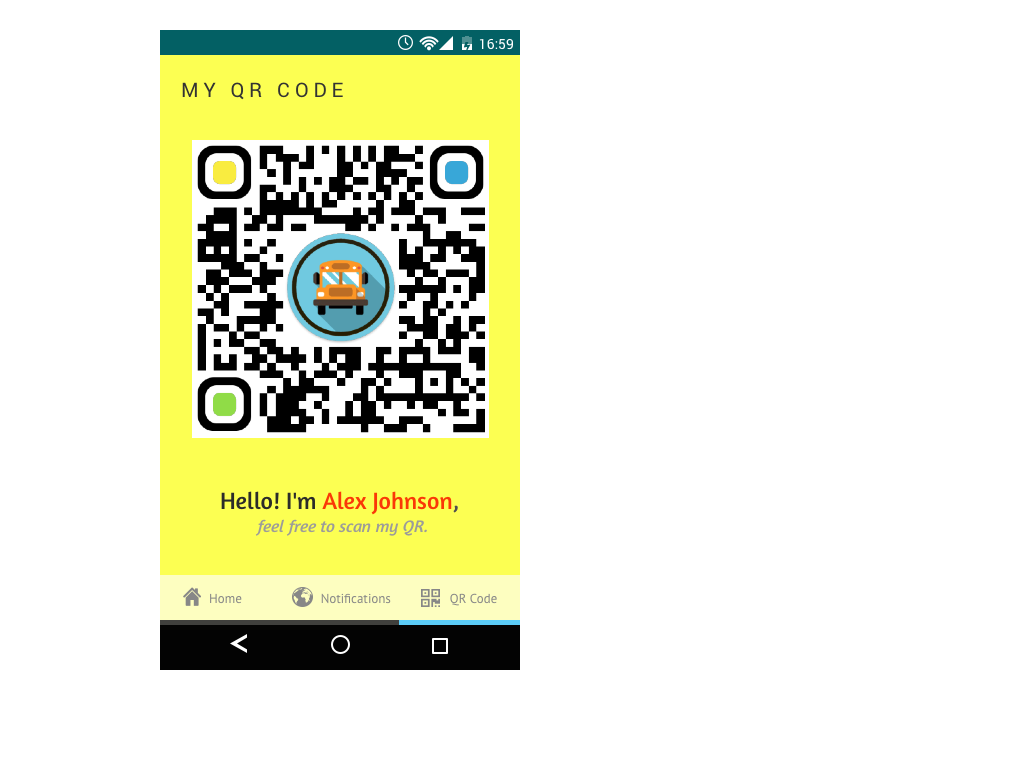 16:59
MY QR CODE
Hello! I'm Alex Johnson,
feel free to scan my QR.
Home Notifications QR Code